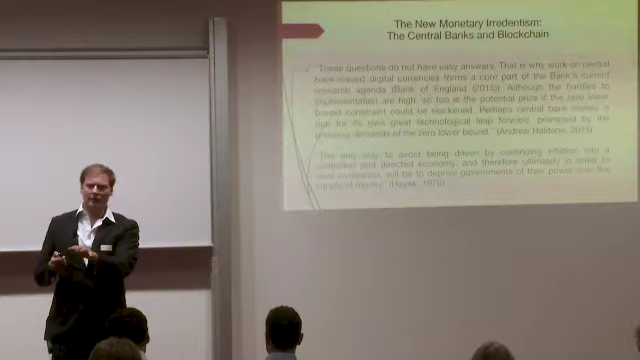 The New Monetary Irredentism:
The Central Banks and Blockchain
"These questions do not have easy answers. That is why work on central
bank-issued digital currencies forms a core part of the Bank's current
research agenda (Bank of England (2015)). Although the hurdles to
implementation are high, so too is the potential prize if the zero lower
bound constraint could be slackened. Perhaps central bank money is
ripe for its own great technological leap forward, prompted by the
pressing demands of the zero lower bound." (Andrew Haldane, 2015)
The only way to avoid being driven by continuing inflation into a
controlled and directed economy, and therefore ultimately in order to
save civilisation, will be to deprive governments of their power over the
supply of money. (Hayek, 1976)